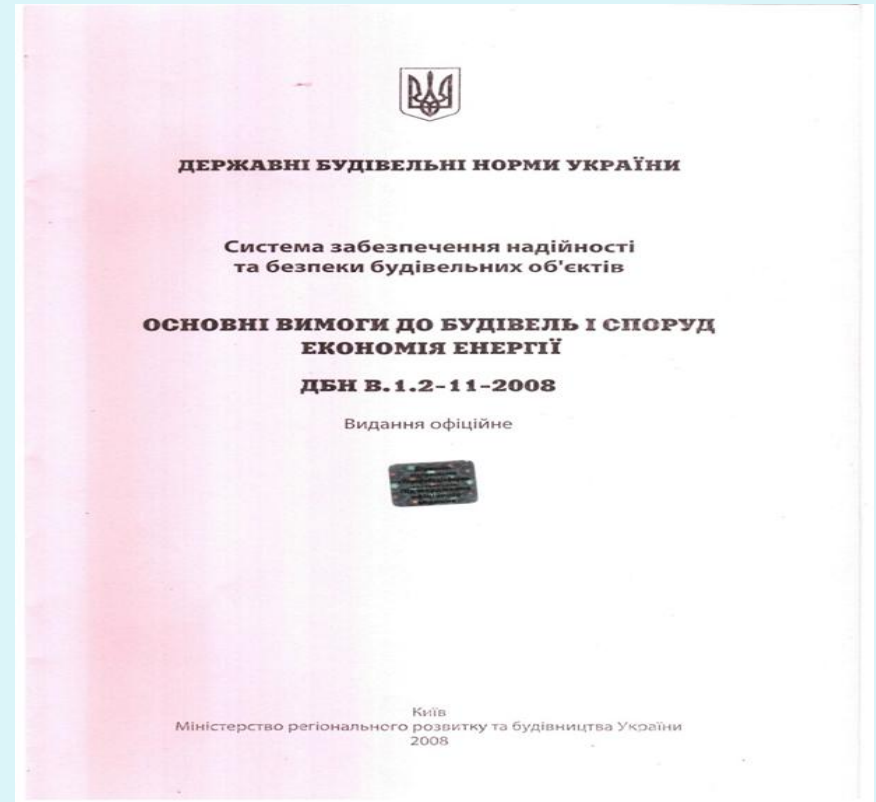 ДЕРЖАВНІ БУДІВЕЛЬНІ НОРМИ УКРАЇНИ
Система забезпечення надійності
та безпеки будівельних об'єктів
ОСНОВНІ ВИМОГИ ДО БУДІВЕЛЬ І СПОРУД
ЕКОНОМІЯ ЕНЕРГІЇ
ДБН В.1.2-11-2008
Видання офіційне
Київ
Міністерство регіонального розвитку та будівництва України
2008